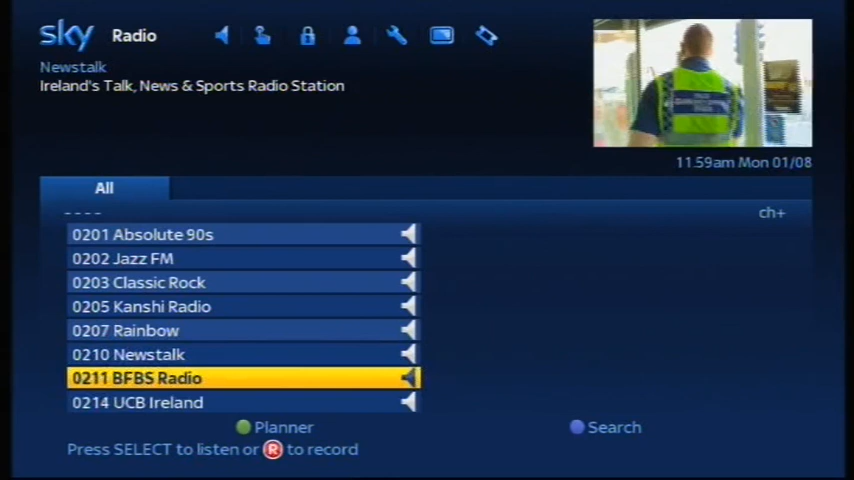 sky Radio
Newstalk
Ireland's Talk, News & Sports Radio Station
11.59am Mon 01/08
All
ch+
0201 Absolute 90s
0202 Jazz FM
0203 Classic Rock
0205 Kanshi Radio
0207 Rainbow
0210 Newstalk
0211 BFBS Radio
0214 UCB Ireland
Planner
Search
Press SELECT to listen or R to record